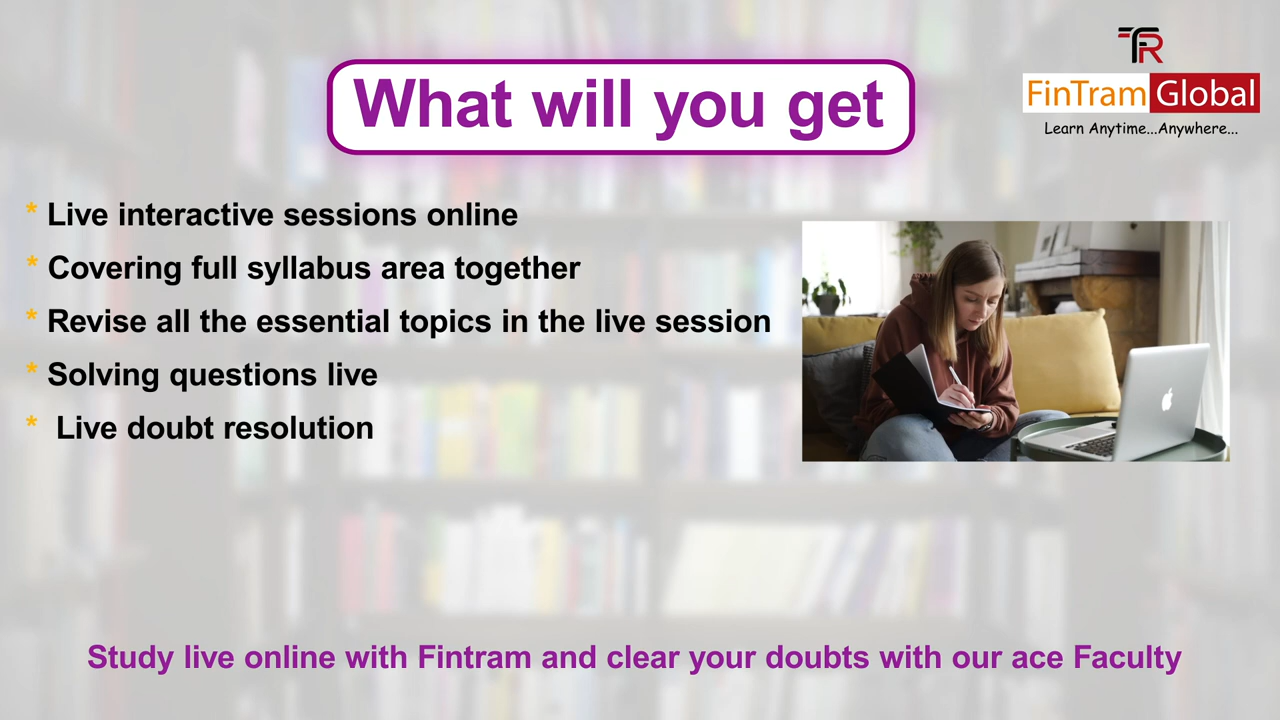 What will you get
TFR
FinTram Global
Learn Anytime...Anywhere...
* Live interactive sessions online
* Covering full syllabus area together
* Revise all the essential topics in the live session
* Solving questions live
* Live doubt resolution
Study live online with Fintram and clear your doubts with our ace Faculty